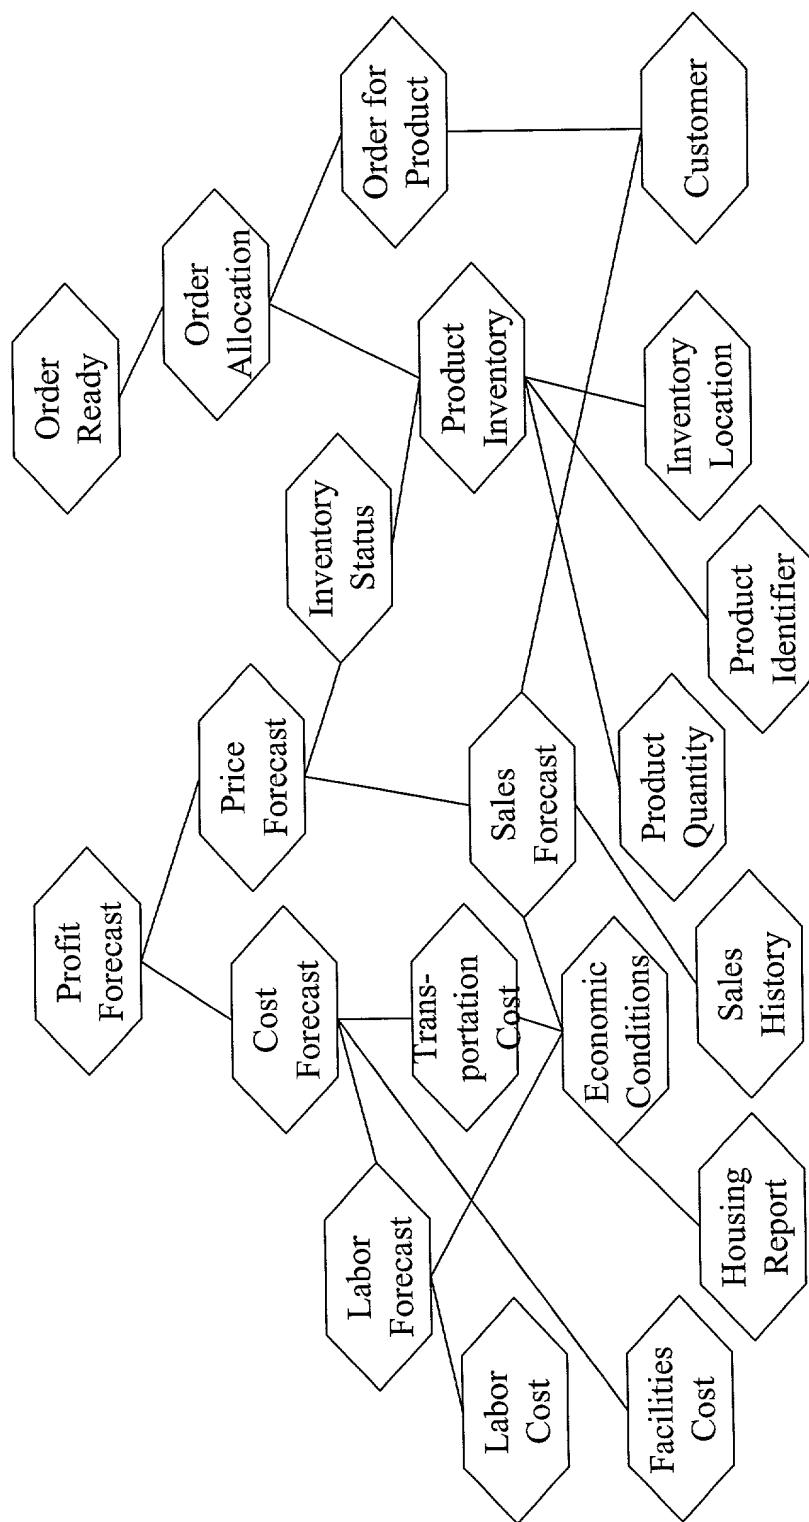 Order
Ready
Order
Allocation
Order for
Product
Customer
Profit
Forecast
Price
Forecast
Inventory
Status
Product
Inventory
Inventory
Location
Cost
Forecast
Sales
Forecast
Product
Identifier
Product
Quantity
Labor
Forecast
Trans-
portation
Cost
Economic
Conditions
Sales
History
Labor
Cost
Facilities
Cost
Housing
Report